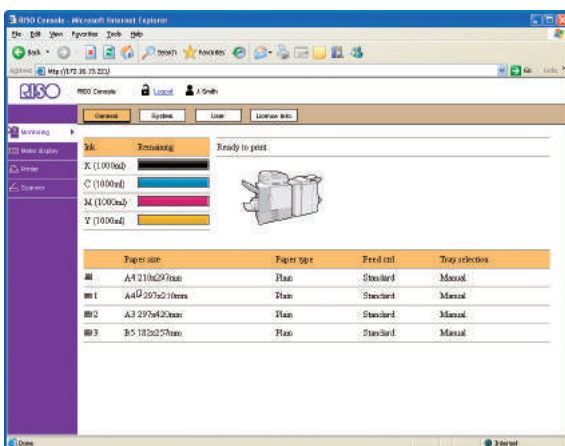 RISO Console - Microsoft Internet Explorer
File Edit View Favorites Tools Help
Back Search Favorites
Address http://172.16.33.223/ Go Links
RISO RISO Console Logout J. Smith
General System User License Info.
Monitoring
Meter display
Printer
Scanner
Ink Remaining Ready to print
K (1000ml)
C (1000ml)
M (1000ml)
Y (1000ml)
Paper size Paper type Feed ctrl Tray selection
A4 210x297mm Plain Standard Manual
1 A4 297x210mm Plain Standard Manual
2 A3 297x420mm Plain Standard Manual
3 B5 182x257mm Plain Standard Manual
Done Internet